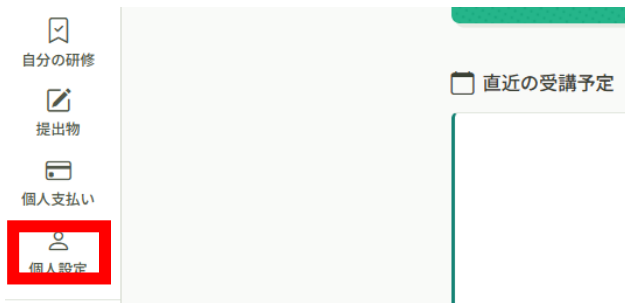 自分の研修
提出物
個人支払い
個人設定
直近の受講予定